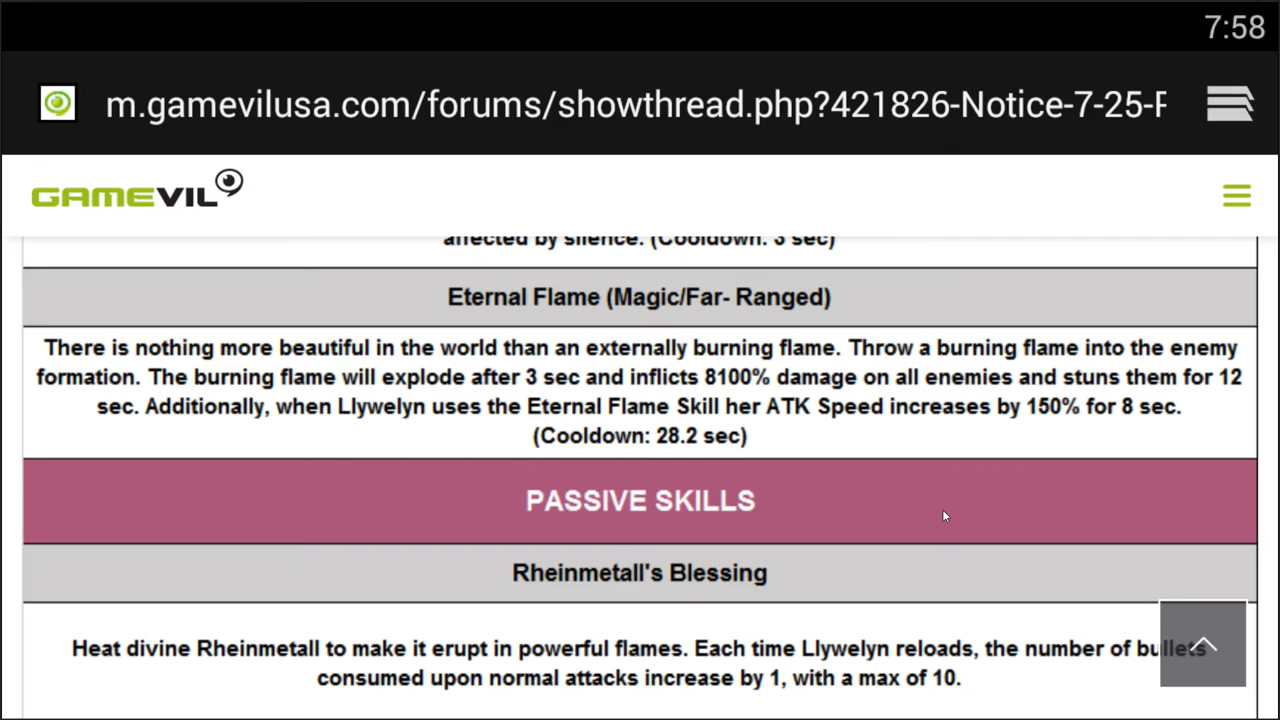 7:58
m.gamevilusa.com/forums/showthread.php?421826-Notice-7-25-F
GAMEVIL
affected by silence. (Cooldown: 3 sec)
Eternal Flame (Magic/Far- Ranged)
There is nothing more beautiful in the world than an externally burning flame. Throw a burning flame into the enemy
formation. The burning flame will explode after 3 sec and inflicts 8100% damage on all enemies and stuns them for 12
sec. Additionally, when Llywelyn uses the Eternal Flame Skill her ATK Speed increases by 150% for 8 sec.
(Cooldown: 28.2 sec)
PASSIVE SKILLS
Rheinmetall's Blessing
Heat divine Rheinmetall to make it erupt in powerful flames. Each time Llywelyn reloads, the number of bullets
consumed upon normal attacks increase by 1, with a max of 10.